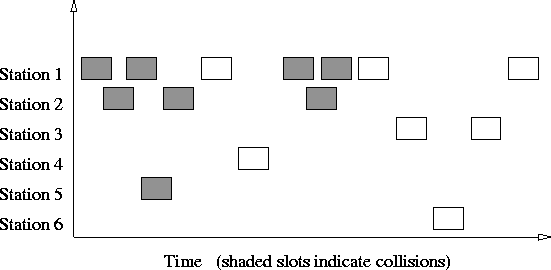 Station 1
Station 2
Station 3
Station 4
Station 5
Station 6
Time (shaded slots indicate collisions)